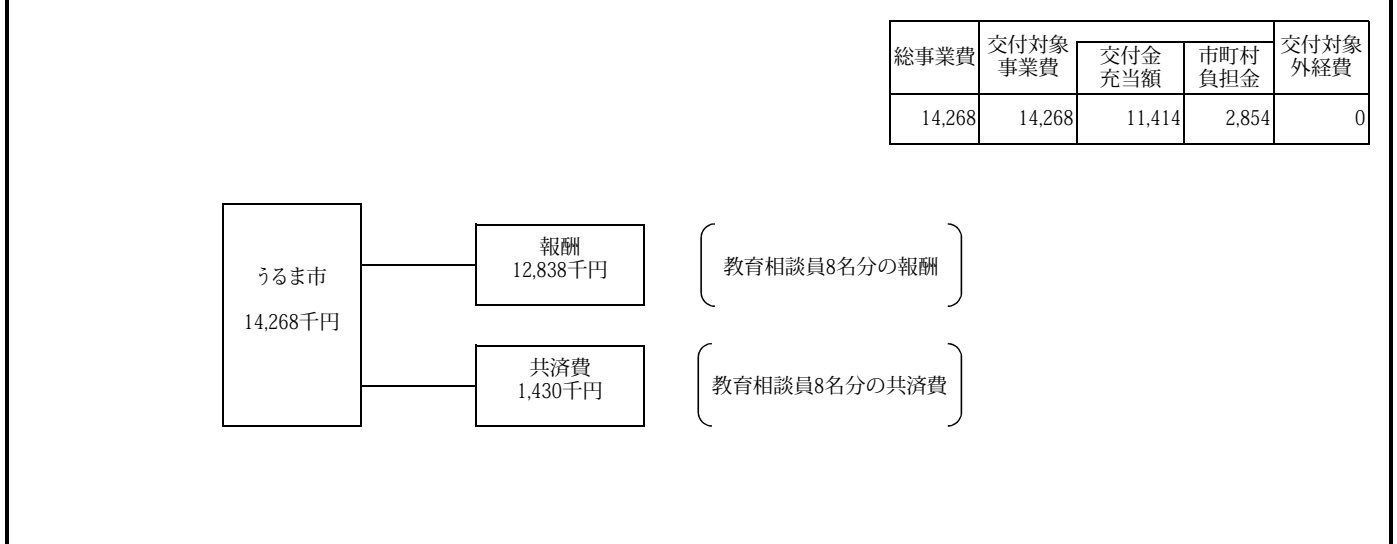 総事業費
交付対象
事業費
交付金
充当額
市町村
負担金
交付対象
外経費
14,268
14,268
11,414
2,854
0
うるま市
14,268千円
報酬
12,838千円
教育相談員8名分の報酬
共済費
1,430千円
教育相談員8名分の共済費